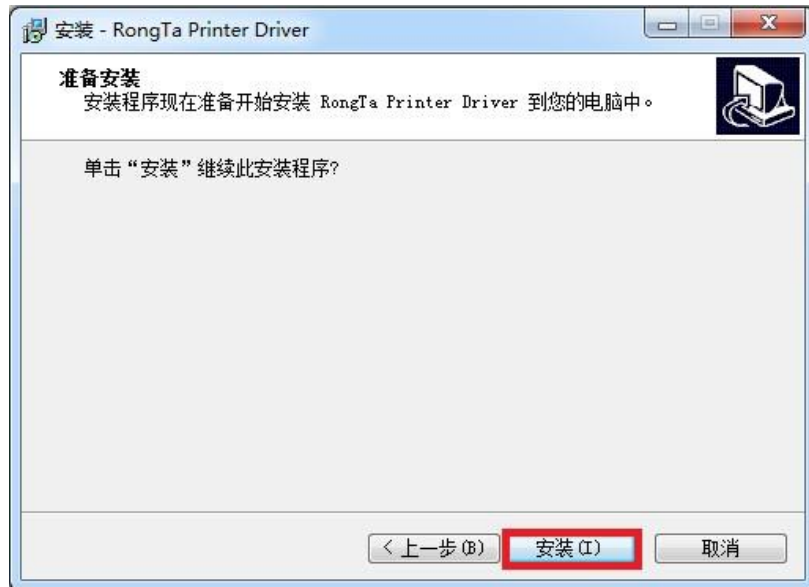 安装 - RongTa Printer Driver
准备安装
安装程序现在准备开始安装 RongTa Printer Driver 到您的电脑中。
单击“安装”继续此安装程序?
< 上一步(B)
安装(I)
取消